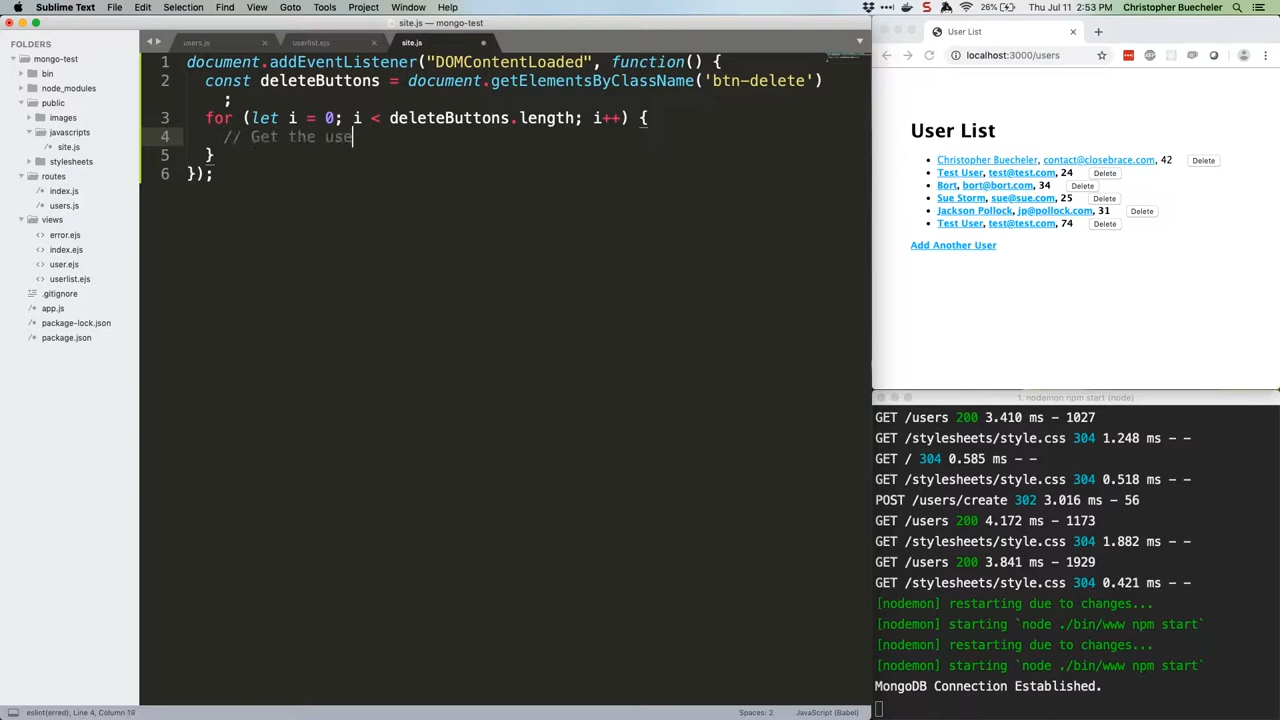 Sublime Text File Edit Selection Find View Goto Tools Project Window Help
26% Thu Jul 11 2:53 PM Christopher Buecheler
site.js — mongo-test
FOLDERS
mongo-test
bin
node_modules
public
images
javascripts
site.js
stylesheets
routes
index.js
users.js
views
error.ejs
index.ejs
user.ejs
userlist.ejs
.gitignore
app.js
package-lock.json
package.json
users.js
userlist.ejs
site.js
1 document.addEventListener("DOMContentLoaded", function() {
2 const deleteButtons = document.getElementsByClassName('btn-delete')
;
3 for (let i = 0; i < deleteButtons.length; i++) {
4 // Get the use
5 }
6 });
eslint(erred), Line 4, Column 19
Spaces: 2
JavaScript (Babel)
User List
localhost:3000/users
User List
Christopher Buecheler, contact@closebrace.com, 42 Delete
Test User, test@test.com, 24 Delete
Bort, bort@bort.com, 34 Delete
Sue Storm, sue@sue.com, 25 Delete
Jackson Pollock, jp@pollock.com, 31 Delete
Test User, test@test.com, 74 Delete
Add Another User
1. nodemon npm start (node)
GET /users 200 3.410 ms - 1027
GET /stylesheets/style.css 304 1.248 ms - -
GET / 304 0.585 ms - -
GET /stylesheets/style.css 304 0.518 ms - -
POST /users/create 302 3.016 ms - 56
GET /users 200 4.172 ms - 1173
GET /stylesheets/style.css 304 1.882 ms - -
GET /users 200 3.841 ms - 1929
GET /stylesheets/style.css 304 0.421 ms - -
[nodemon] restarting due to changes...
[nodemon] starting `node ./bin/www npm start`
[nodemon] restarting due to changes...
[nodemon] starting `node ./bin/www npm start`
MongoDB Connection Established.